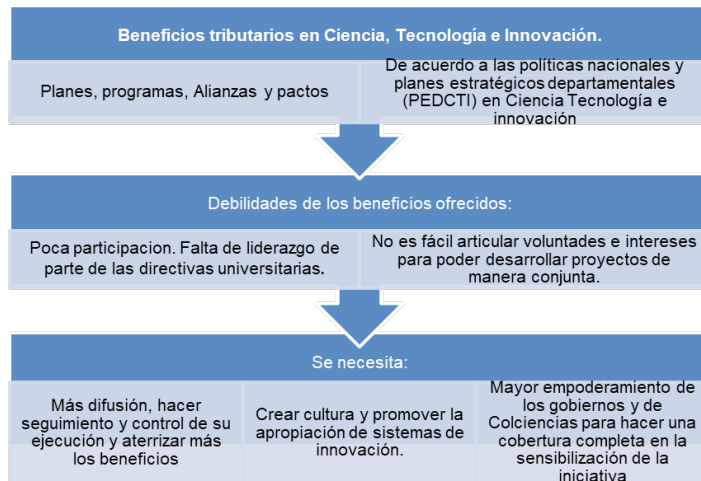 Beneficios tributarios en Ciencia, Tecnología e Innovación.
Planes, programas, Alianzas y pactos
De acuerdo a las políticas nacionales y
planes estratégicos departamentales
(PEDCTI) en Ciencia Tecnología e
innovación
Debilidades de los beneficios ofrecidos:
Poca participacion. Falta de liderazgo de
parte de las directivas universitarias.
No es fácil articular voluntades e intereses
para poder desarrollar proyectos de
manera conjunta.
Se necesita:
Más difusión, hacer
seguimiento y control de su
ejecución y aterrizar más
los beneficios
Crear cultura y promover la
apropiación de sistemas de
innovación.
Mayor empoderamiento de
los gobiernos y de
Colciencias para hacer una
cobertura completa en la
sensibilización de la
iniciativa